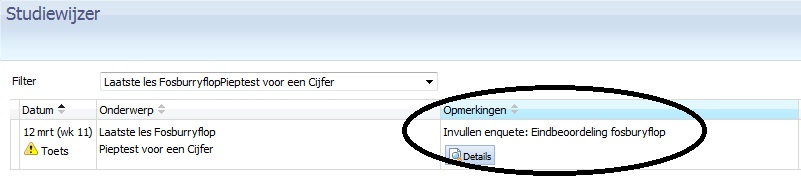 Studiewijzer
Filter Laatste les FosburryflopPieptest voor een Cijfer
Datum Onderwerp Opmerkingen
12 mrt (wk 11) Laatste les Fosburryflop Invullen enquete: Eindbeoordeling fosburyflop
Toets Pieptest voor een Cijfer Details